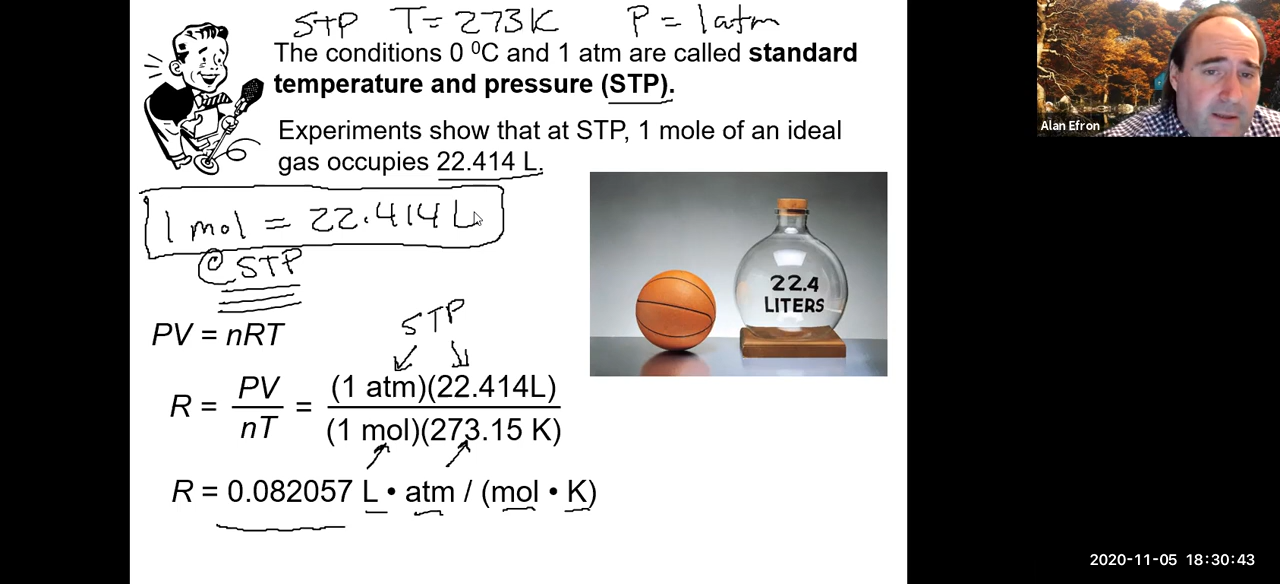 STP T = 273K P = 1atm
The conditions 0 ⁰C and 1 atm are called standard
temperature and pressure (STP).
Experiments show that at STP, 1 mole of an ideal
gas occupies 22.414 L.
1 mol = 22.414 L
@ STP
22.4
LITERS
STP
PV = nRT
R = PV / nT = (1 atm)(22.414L) / (1 mol)(273.15 K)
R = 0.082057 L • atm / (mol • K)
Alan Efron
2020-11-05 18:30:43